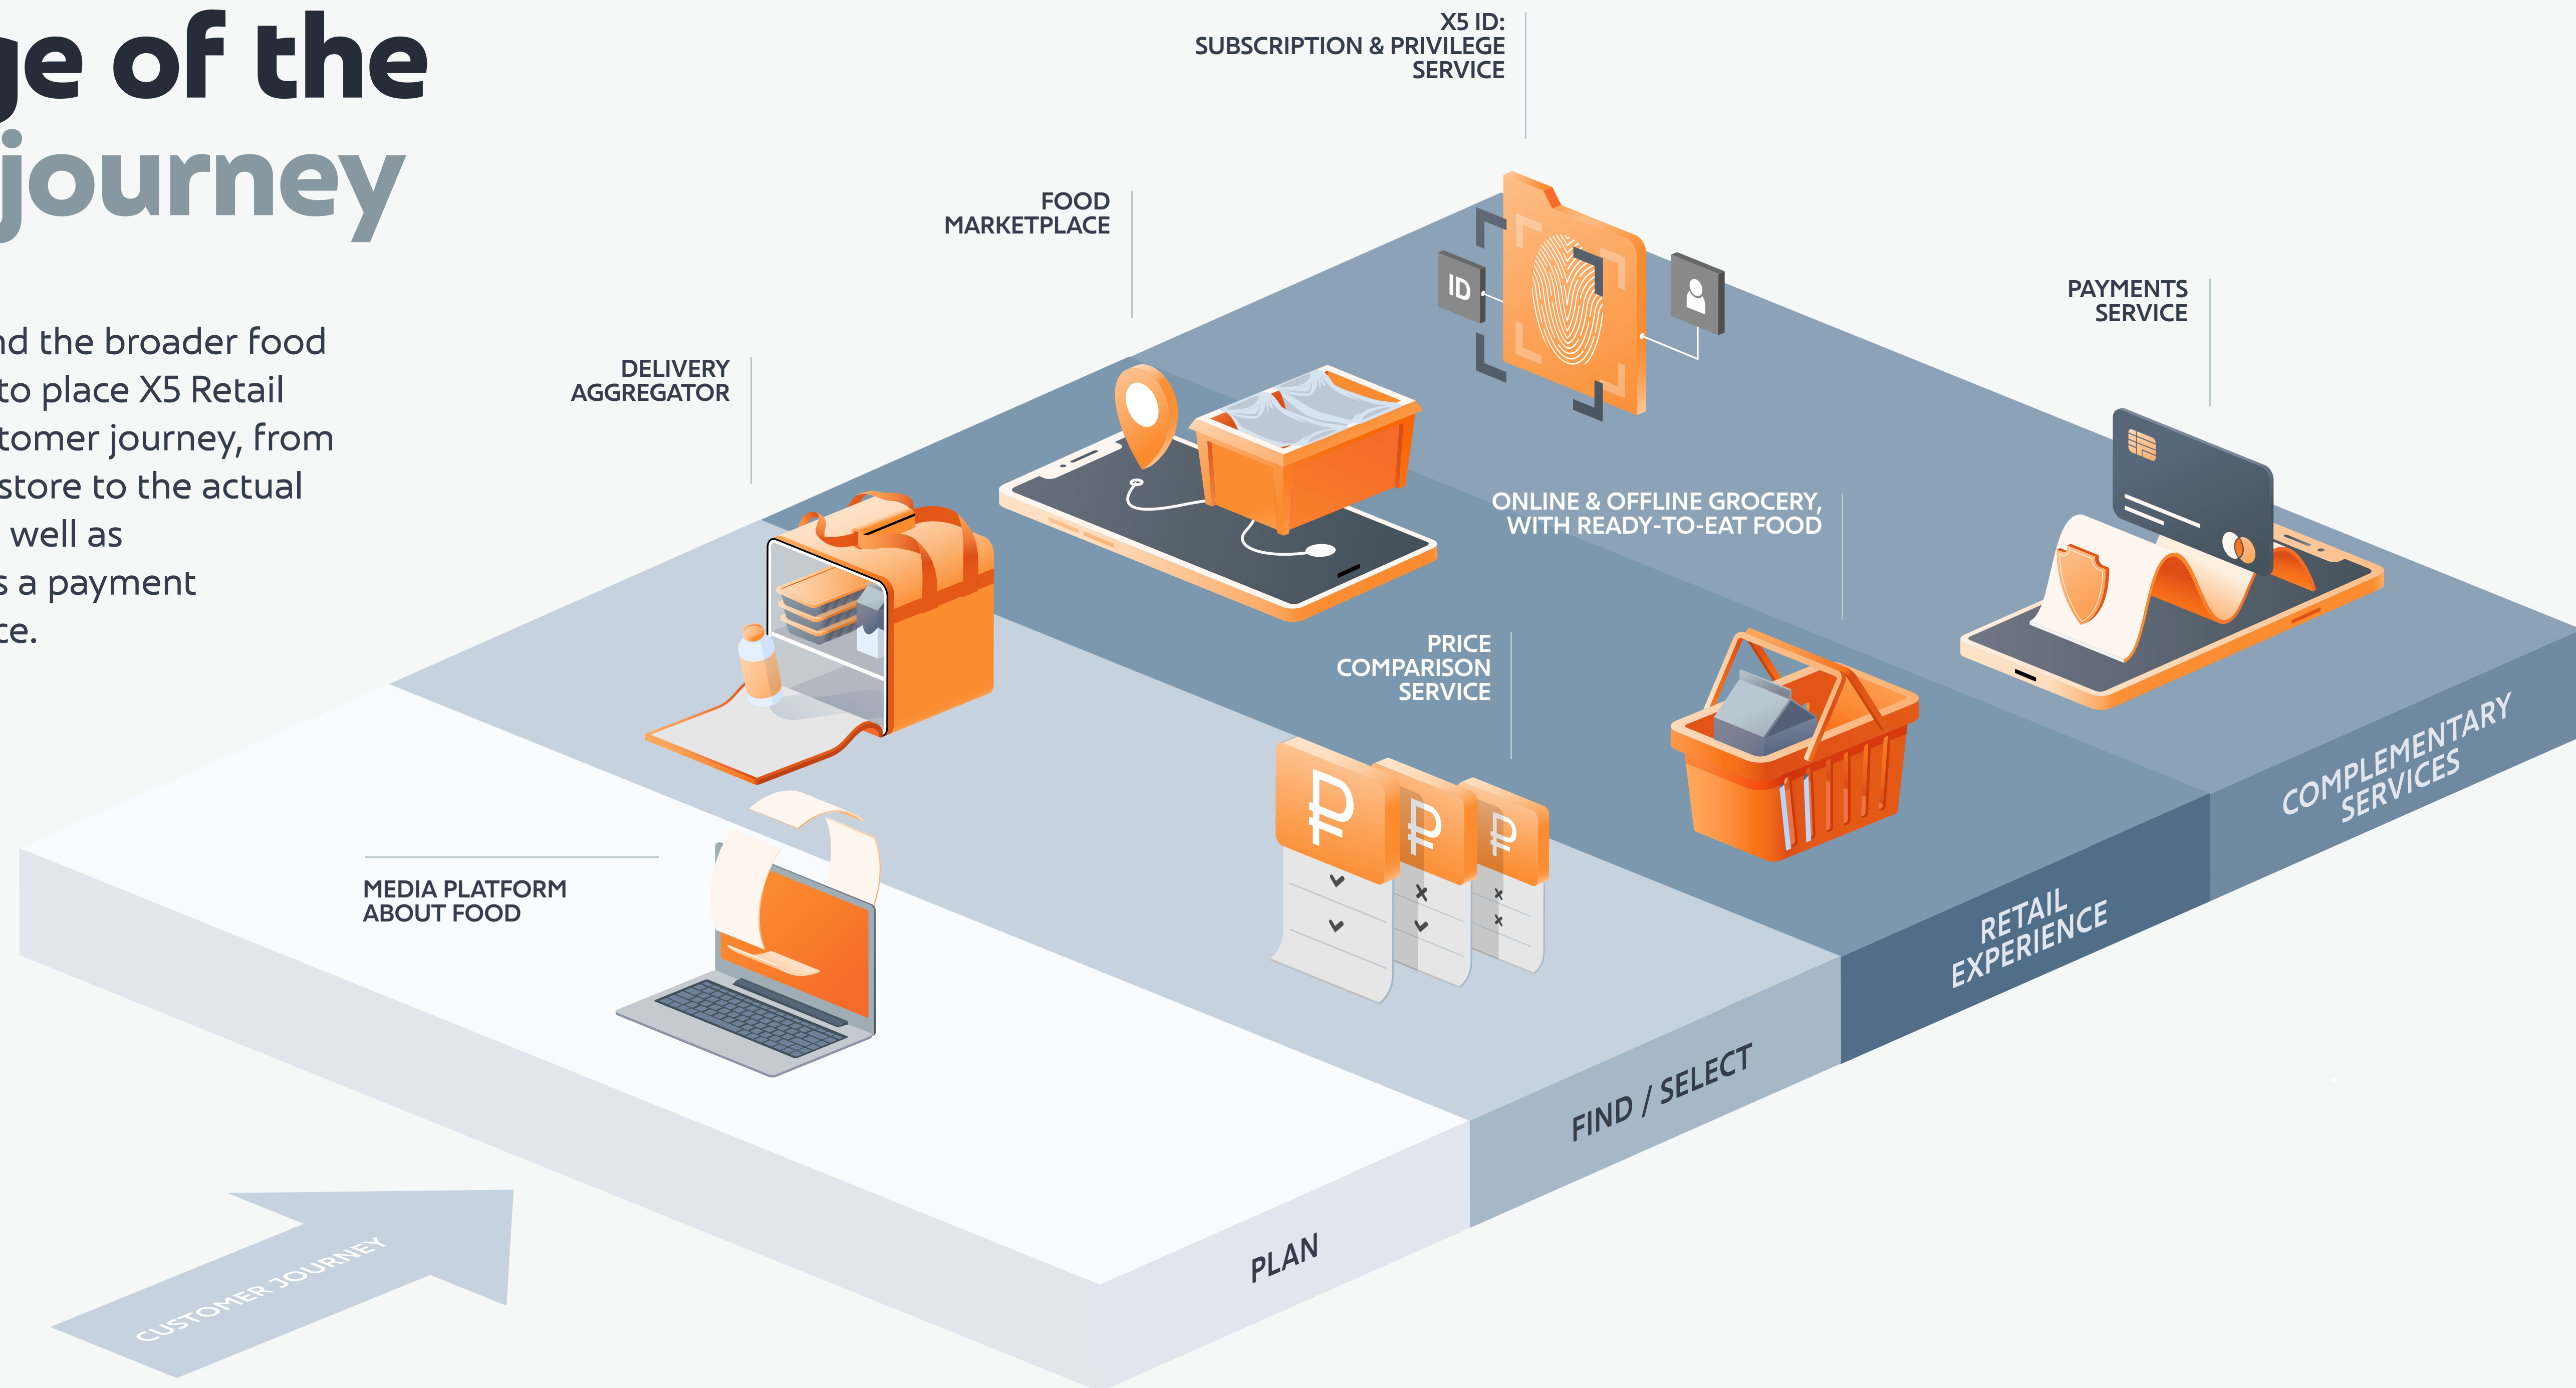 ge of the
journey
nd the broader food
to place X5 Retail
tomer journey, from
store to the actual
well as
s a payment
ce.
X5 ID:
SUBSCRIPTION & PRIVILEGE
SERVICE
FOOD
MARKETPLACE
PAYMENTS
SERVICE
DELIVERY
AGGREGATOR
ID
ONLINE & OFFLINE GROCERY,
WITH READY-TO-EAT FOOD
PRICE
COMPARISON
SERVICE
₽
₽
₽
MEDIA PLATFORM
ABOUT FOOD
COMPLEMENTARY
SERVICES
RETAIL
EXPERIENCE
FIND / SELECT
PLAN
CUSTOMER JOURNEY